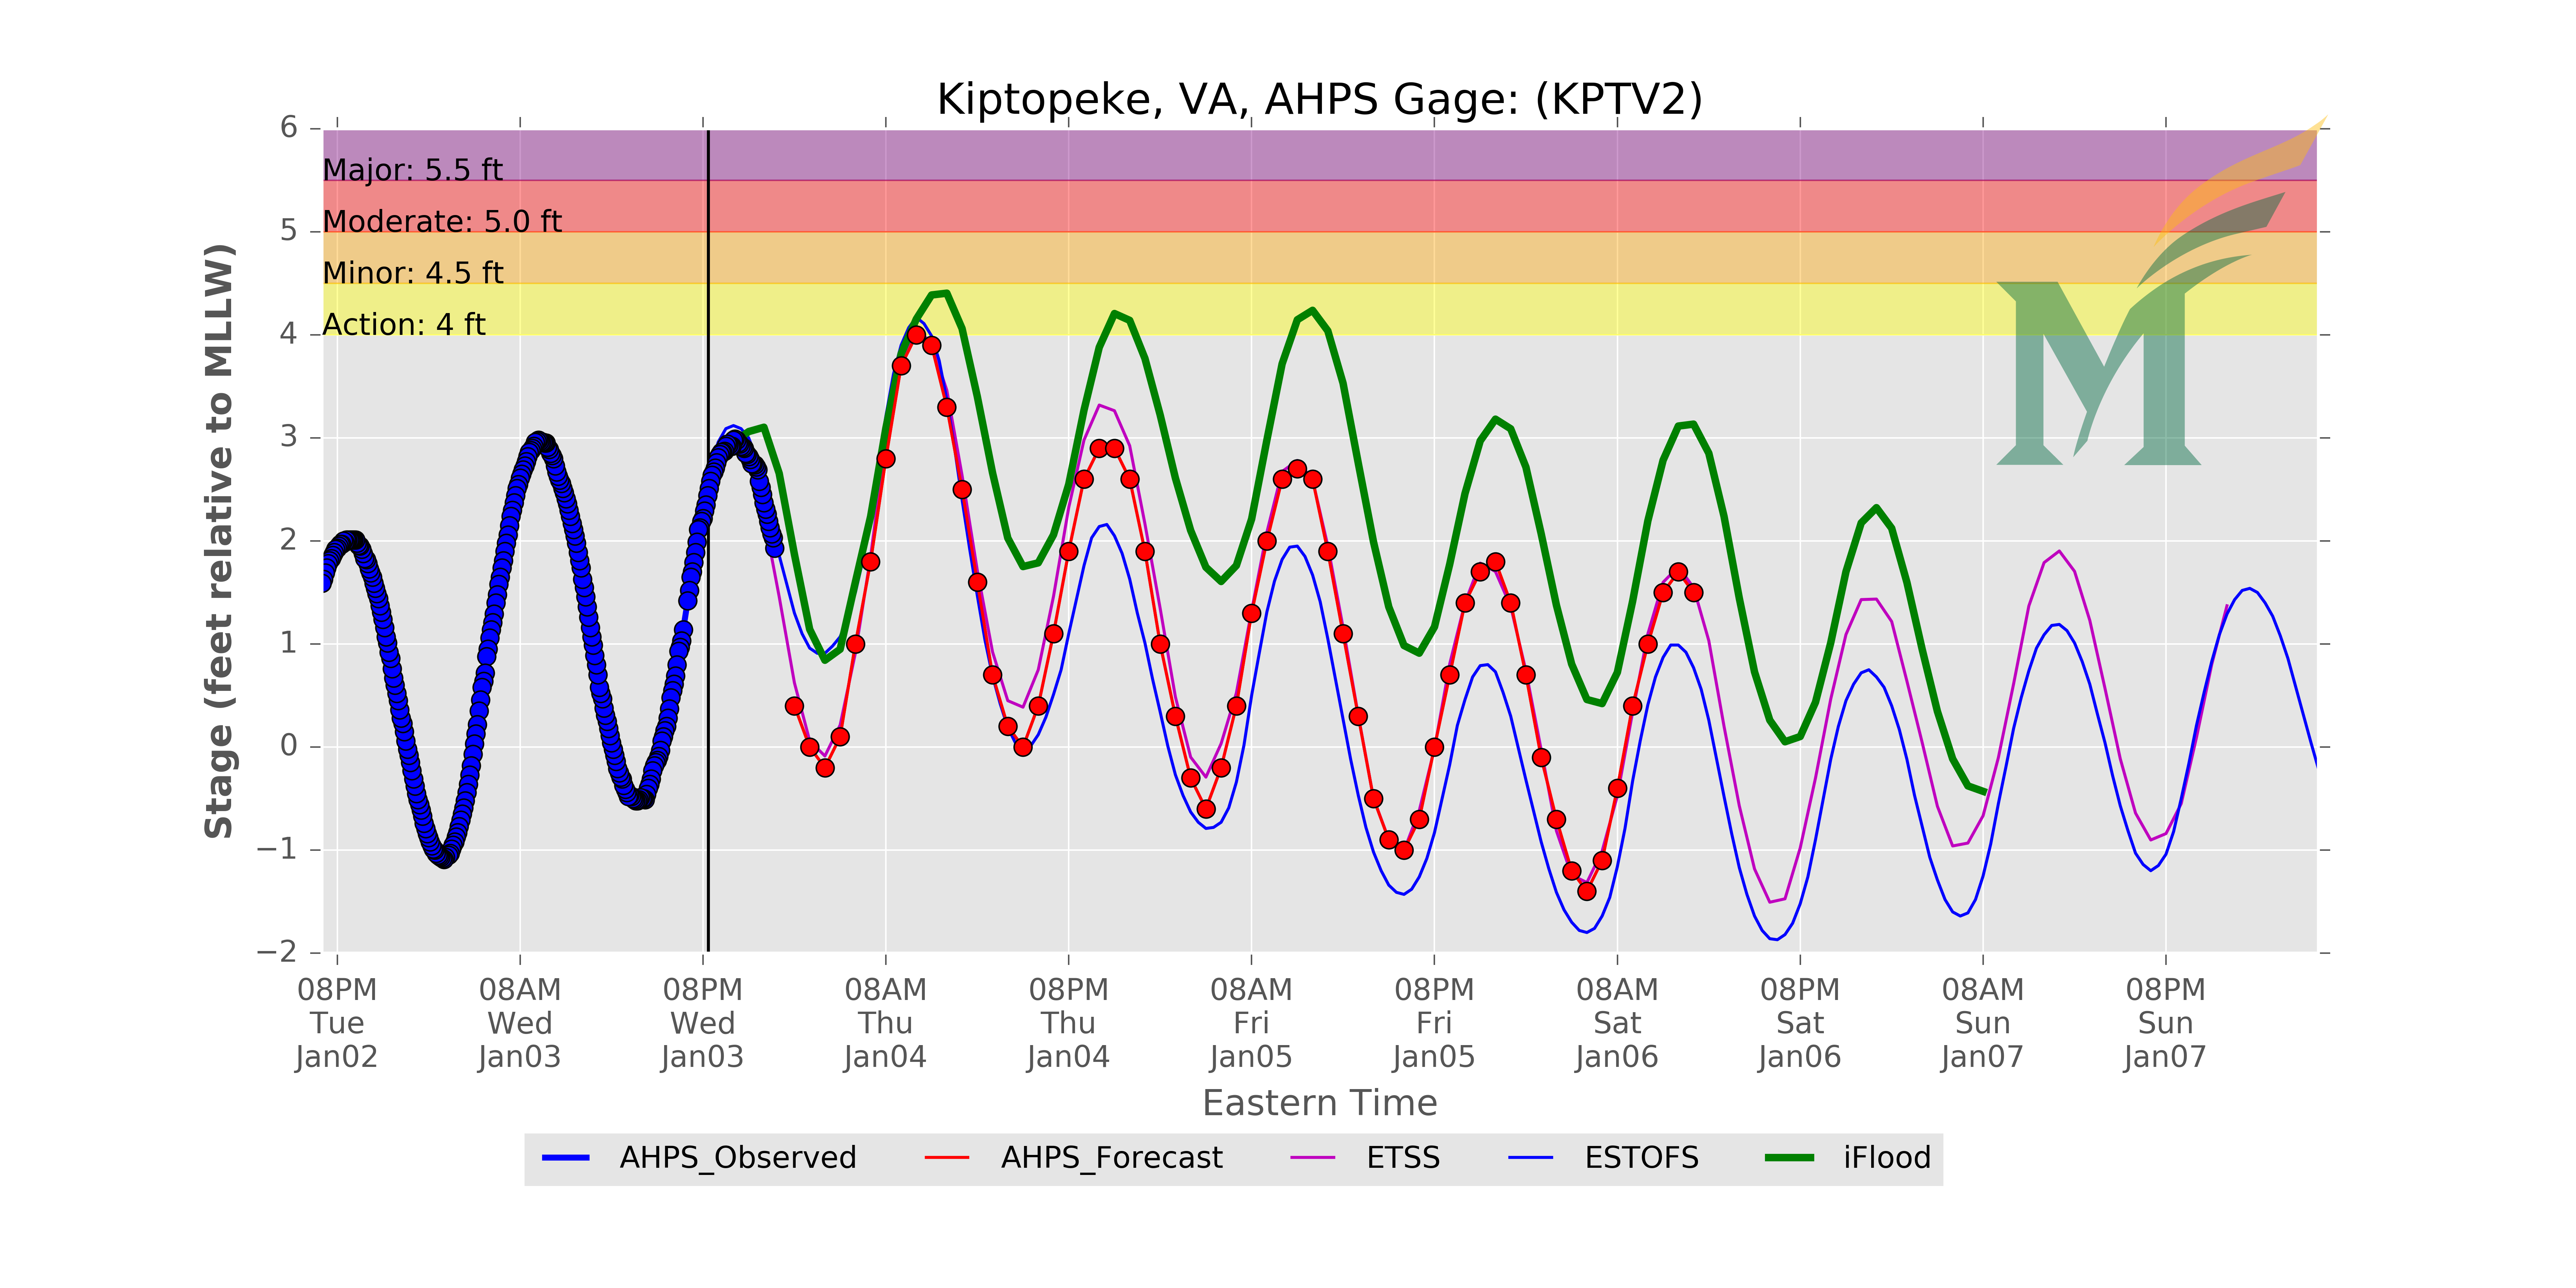 Kiptopeke, VA, AHPS Gage: (KPTV2)
6
Major: 5.5 ft
Moderate: 5.0 ft
5
Minor: 4.5 ft
Action: 4 ft
4
3
2
1
0
−1
−2
Stage (feet relative to MLLW)
M
08PM 08AM 08PM 08AM 08PM 08AM 08PM 08AM 08PM 08AM 08PM
Tue Wed Wed Thu Thu Fri Fri Sat Sat Sun Sun
Jan02 Jan03 Jan03 Jan04 Jan04 Jan05 Jan05 Jan06 Jan06 Jan07 Jan07
Eastern Time
AHPS_Observed AHPS_Forecast ETSS ESTOFS iFlood